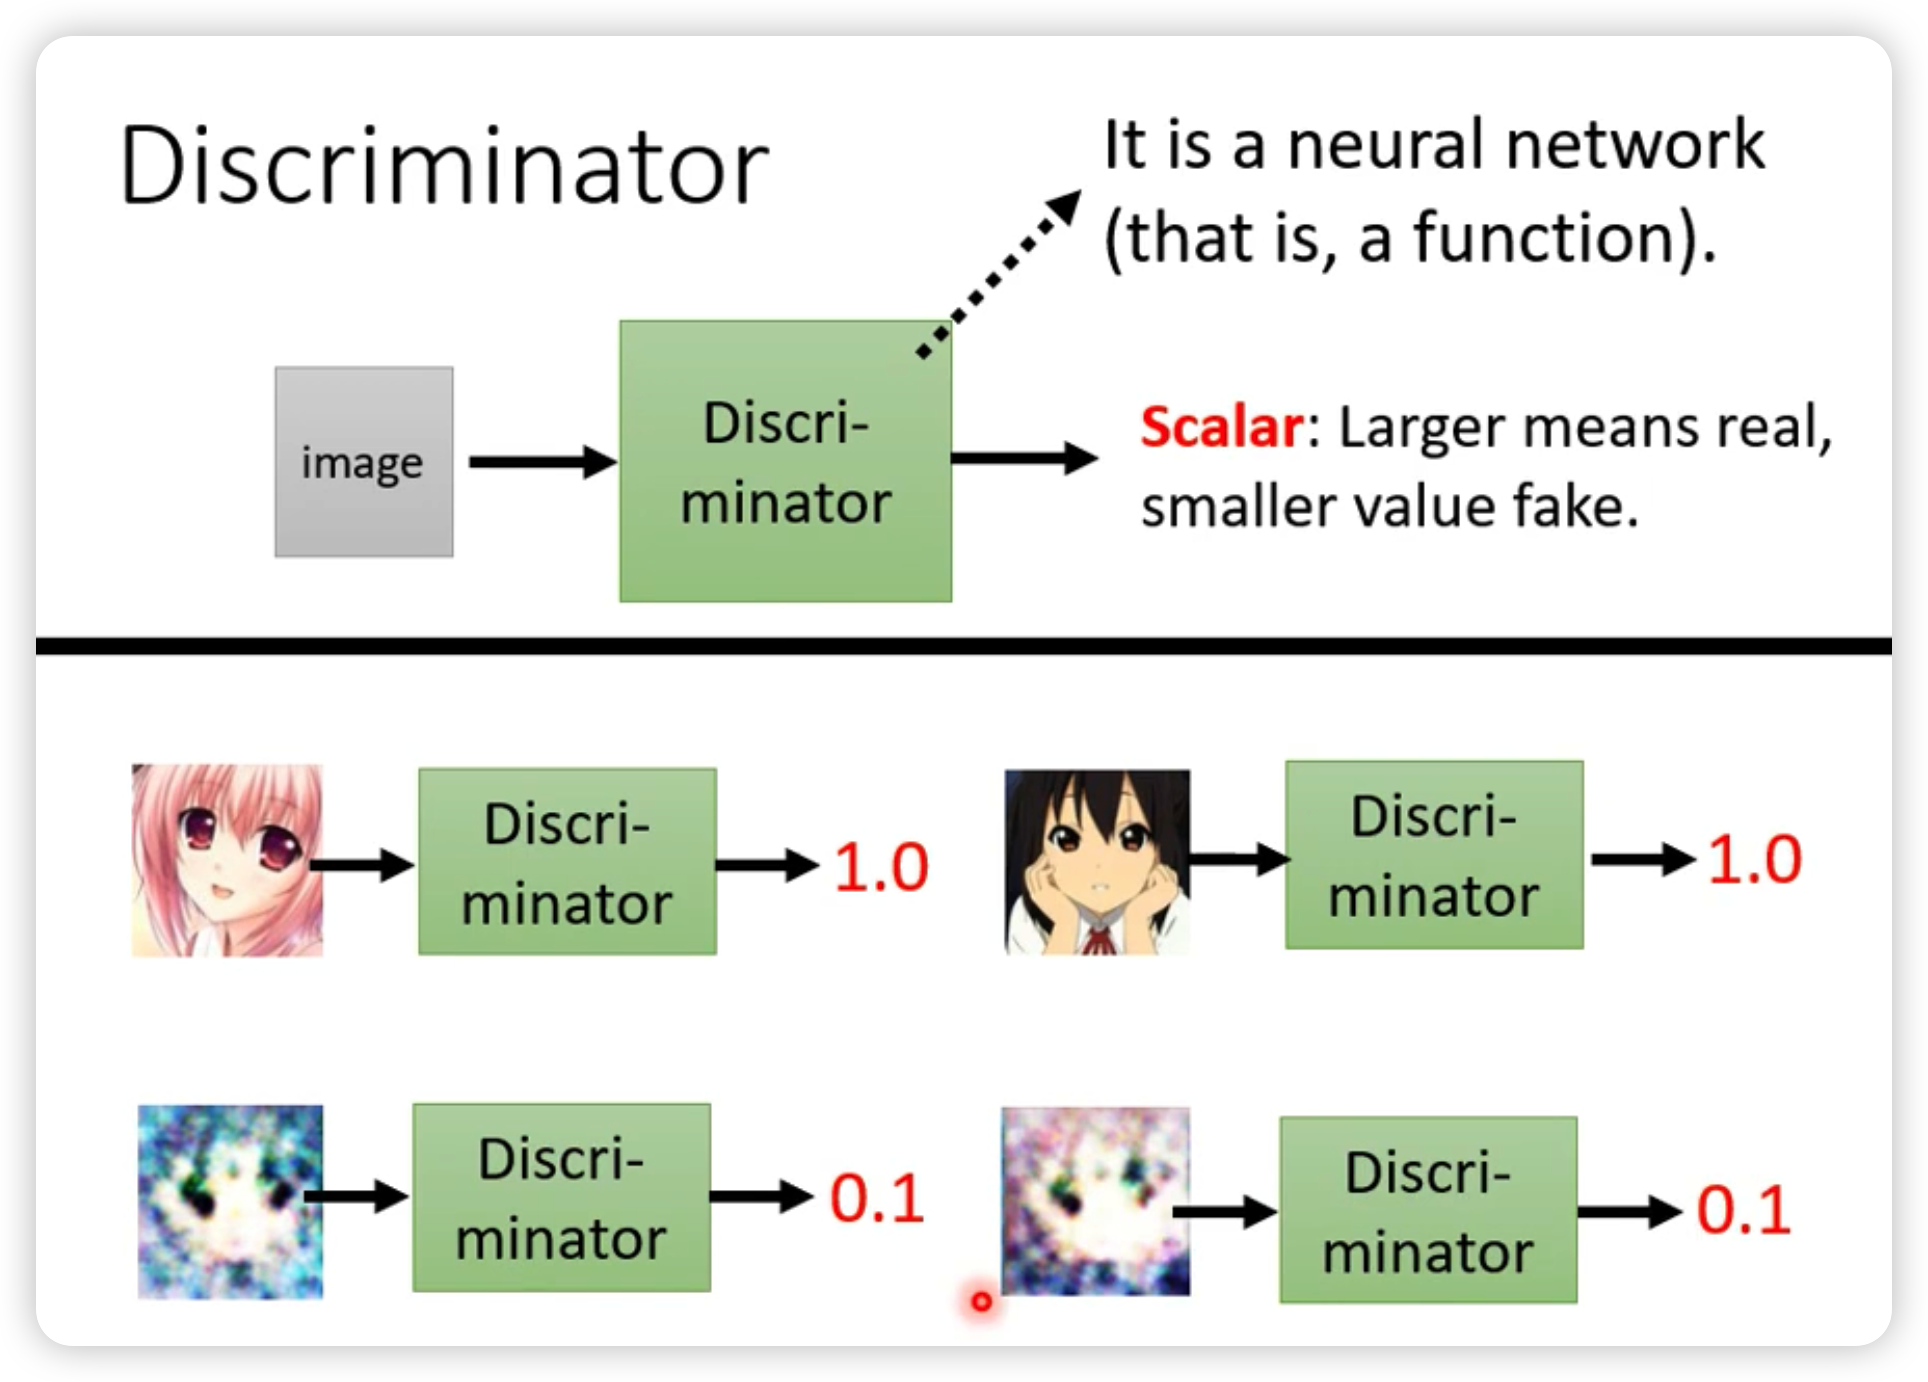 Discriminator
It is a neural network
(that is, a function).
image
Discri-
minator
Scalar: Larger means real,
smaller value fake.
Discri-
minator
1.0
Discri-
minator
1.0
Discri-
minator
0.1
Discri-
minator
0.1